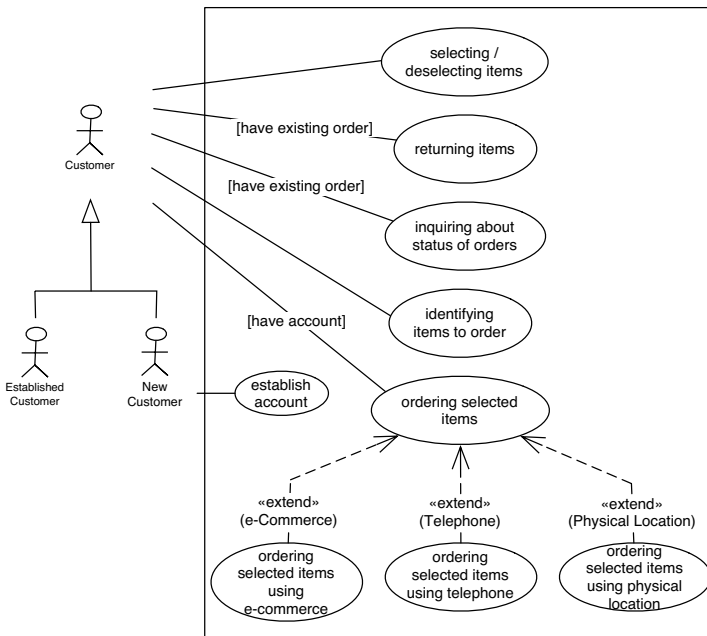 selecting /
deselecting items
[have existing order]
returning items
Customer
[have existing order]
inquiring about
status of orders
[have account]
identifying
items to order
Established
Customer
New
Customer
establish
account
ordering selected
items
«extend»
(e-Commerce)
«extend»
(Telephone)
«extend»
(Physical Location)
ordering
selected items
using
e-commerce
ordering
selected items
using telephone
ordering
selected items
using physical
location